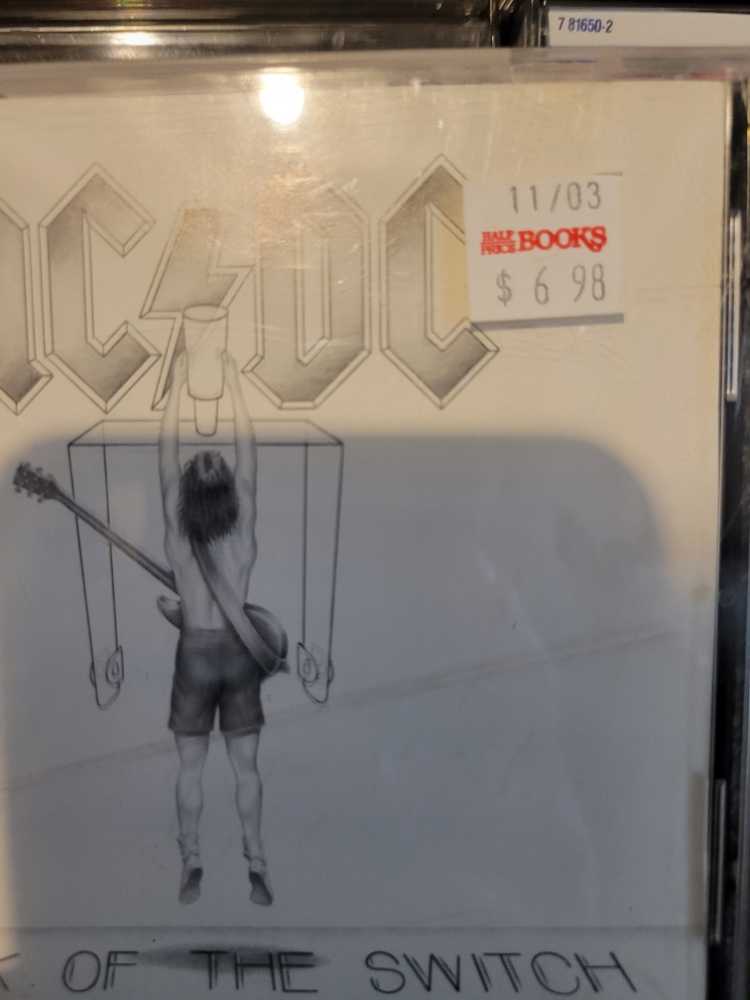 7 81650-2
11/03
HALF PRICE BOOKS
$ 6 98
AC/DC
OF THE SWITCH